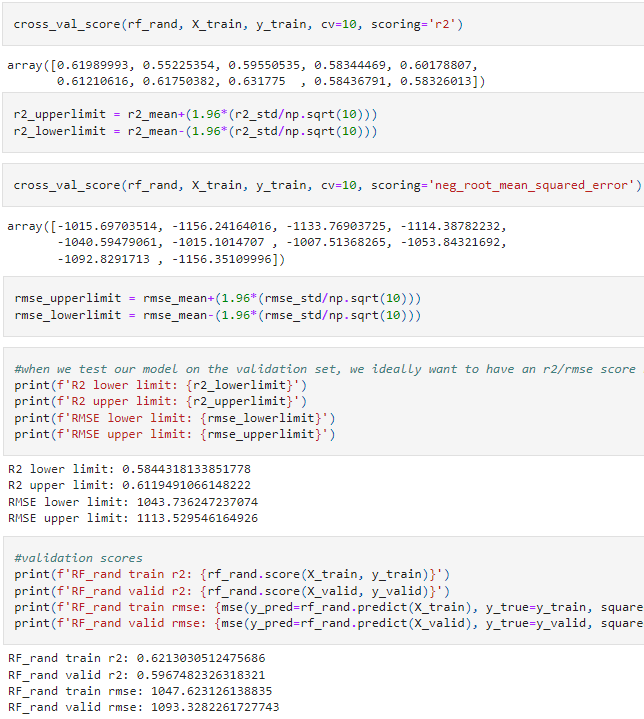 cross_val_score(rf_rand, X_train, y_train, cv=10, scoring='r2')
array([0.61989993, 0.55225354, 0.59550535, 0.58344469, 0.60178807,
0.61210616, 0.61750382, 0.631775  , 0.58436791, 0.58326013])
r2_upperlimit = r2_mean+(1.96*(r2_std/np.sqrt(10)))
r2_lowerlimit = r2_mean-(1.96*(r2_std/np.sqrt(10)))
cross_val_score(rf_rand, X_train, y_train, cv=10, scoring='neg_root_mean_squared_error')
array([-1015.69703514, -1156.24164016, -1133.76903725, -1114.38782232,
-1040.59479061, -1015.1014707 , -1007.51368265, -1053.84321692,
-1092.8291713 , -1156.35109996])
rmse_upperlimit = rmse_mean+(1.96*(rmse_std/np.sqrt(10)))
rmse_lowerlimit = rmse_mean-(1.96*(rmse_std/np.sqrt(10)))
#when we test our model on the validation set, we ideally want to have an r2/rmse score
print(f'R2 lower limit: {r2_lowerlimit}')
print(f'R2 upper limit: {r2_upperlimit}')
print(f'RMSE lower limit: {rmse_lowerlimit}')
print(f'RMSE upper limit: {rmse_upperlimit}')
R2 lower limit: 0.5844318133851778
R2 upper limit: 0.6119491066148222
RMSE lower limit: 1043.736247237074
RMSE upper limit: 1113.529546164926
#validation scores
print(f'RF_rand train r2: {rf_rand.score(X_train, y_train)}')
print(f'RF_rand valid r2: {rf_rand.score(X_valid, y_valid)}')
print(f'RF_rand train rmse: {mse(y_pred=rf_rand.predict(X_train), y_true=y_train, square
print(f'RF_rand valid rmse: {mse(y_pred=rf_rand.predict(X_valid), y_true=y_valid, square
RF_rand train r2: 0.6213030512475686
RF_rand valid r2: 0.5967482326318321
RF_rand train rmse: 1047.623126138835
RF_rand valid rmse: 1093.3282261727743